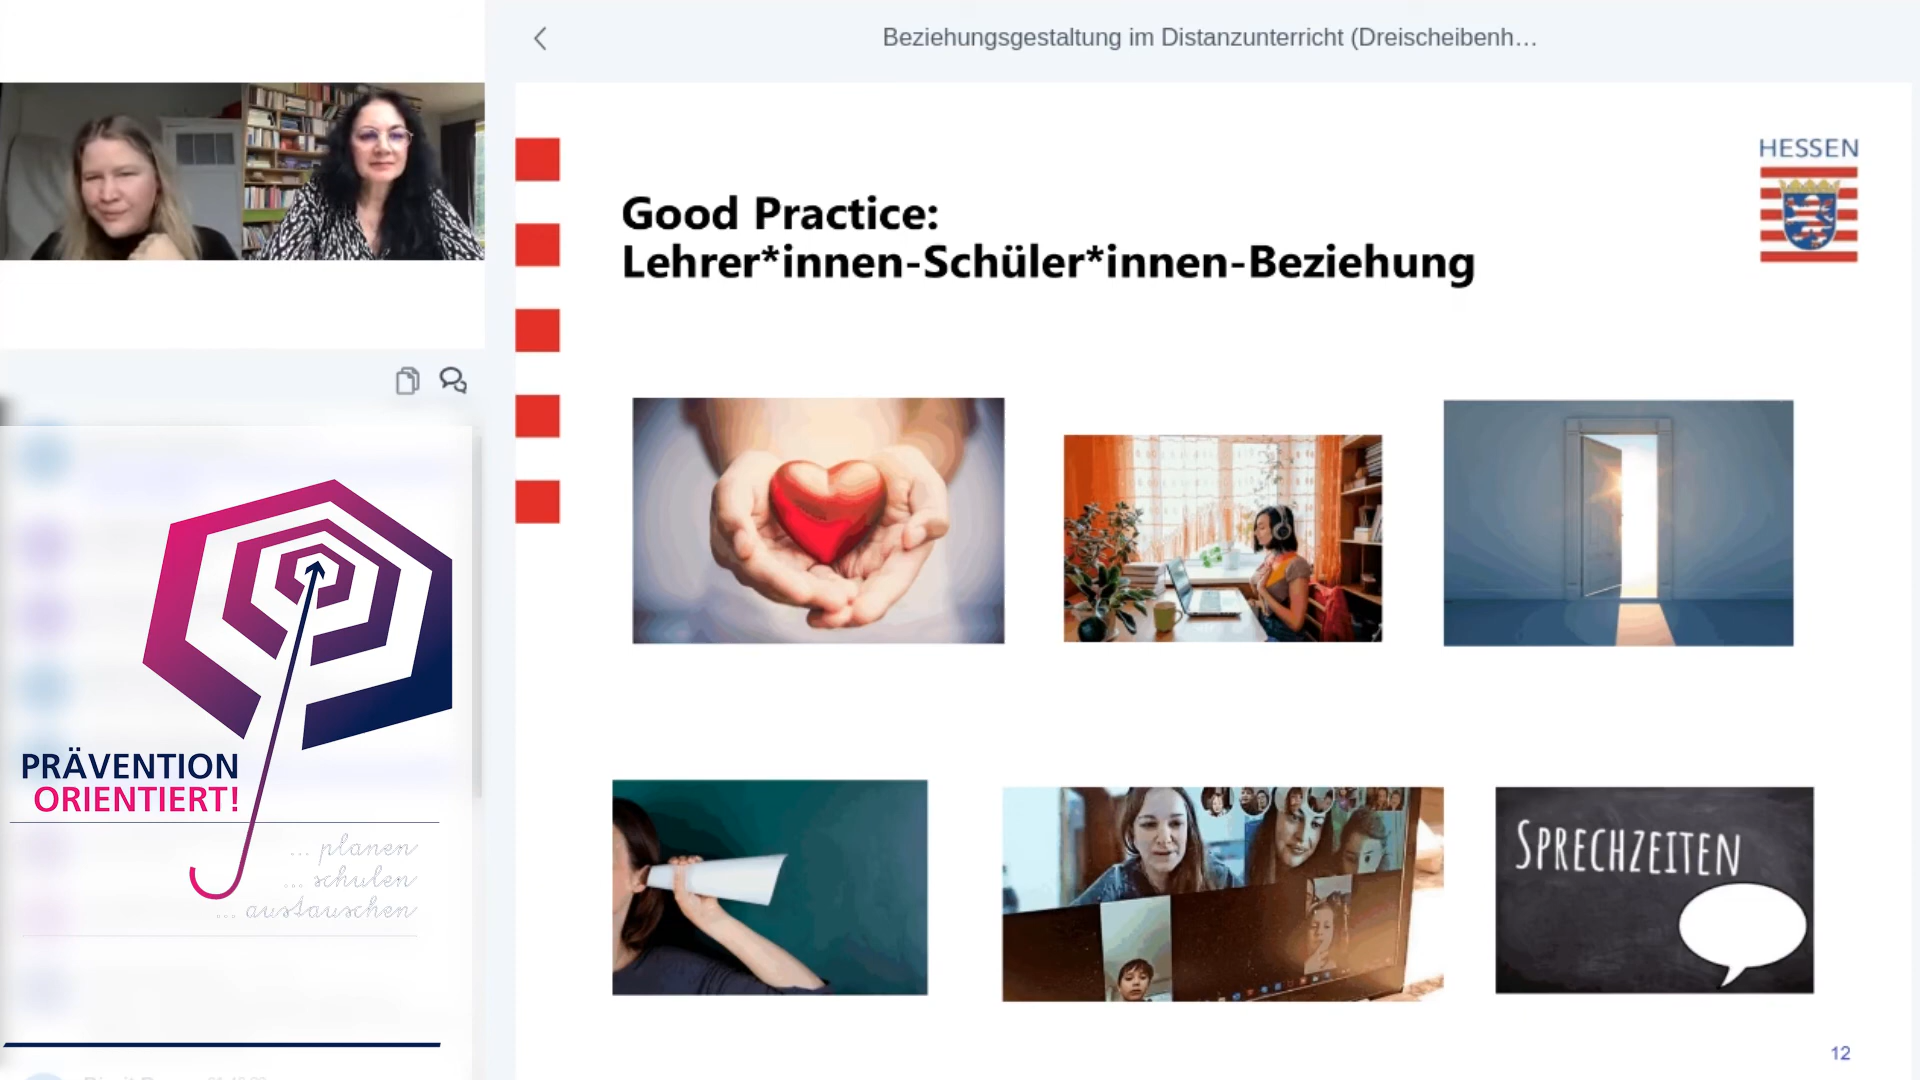 Beziehungsgestaltung im Distanzunterricht (Dreischeibenh…
HESSEN
Good Practice:
Lehrer*innen-Schüler*innen-Beziehung
SPRECHZEITEN
PRÄVENTION
ORIENTIERT!
... planen
... schulen
... austauschen
12